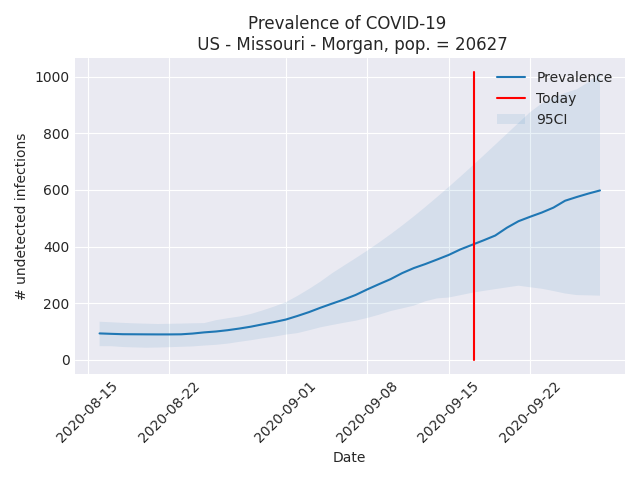 Prevalence of COVID-19
US - Missouri - Morgan, pop. = 20627
Prevalence
Today
95CI
# undetected infections
1000
800
600
400
200
0
2020-08-15
2020-08-22
2020-09-01
2020-09-08
2020-09-15
2020-09-22
Date